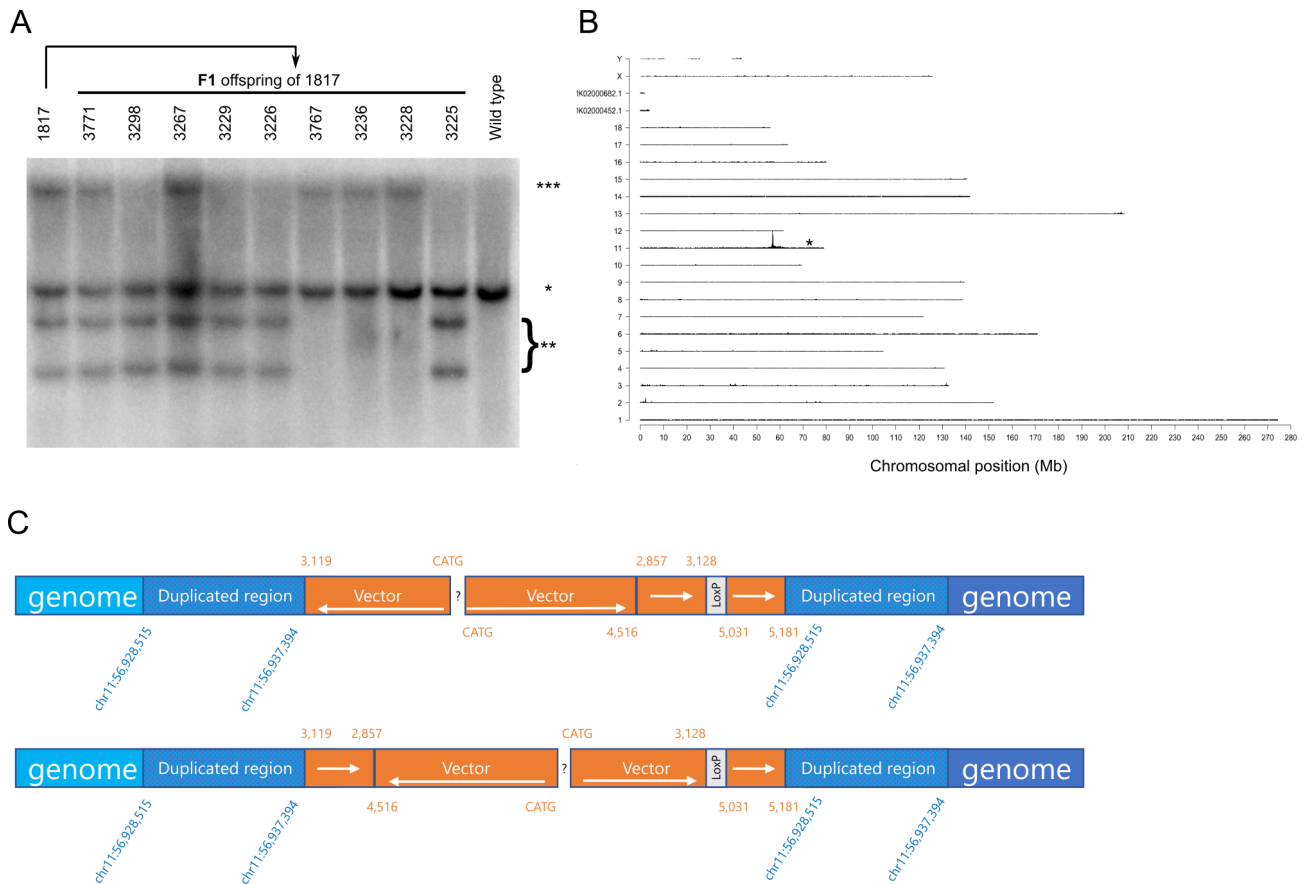 A
F1 offspring of 1817
1817
3771
3298
3267
3229
3226
3767
3236
3228
3225
Wild type
***
*
**
B
Y
X
1K02000682.1
1K02000452.1
18
17
16
15
14
13
12
11
*
10
9
8
7
6
5
4
3
2
1
0 10 20 30 40 50 60 70 80 90 100 110 120 130 140 150 160 170 180 190 200 210 220 230 240 250 260 270 280
Chromosomal position (Mb)
C
3,119 CATG 2,857 3,128
genome Duplicated region Vector ? Vector LoxP Duplicated region genome
CATG 4,516 5,031 5,181
chr11:56,928,515 chr11:56,937,394 chr11:56,928,515 chr11:56,937,394
3,119 2,857 CATG 3,128
genome Duplicated region Vector ? Vector LoxP Duplicated region genome
4,516 CATG 5,031 5,181
chr11:56,928,515 chr11:56,937,394 chr11:56,928,515 chr11:56,937,394